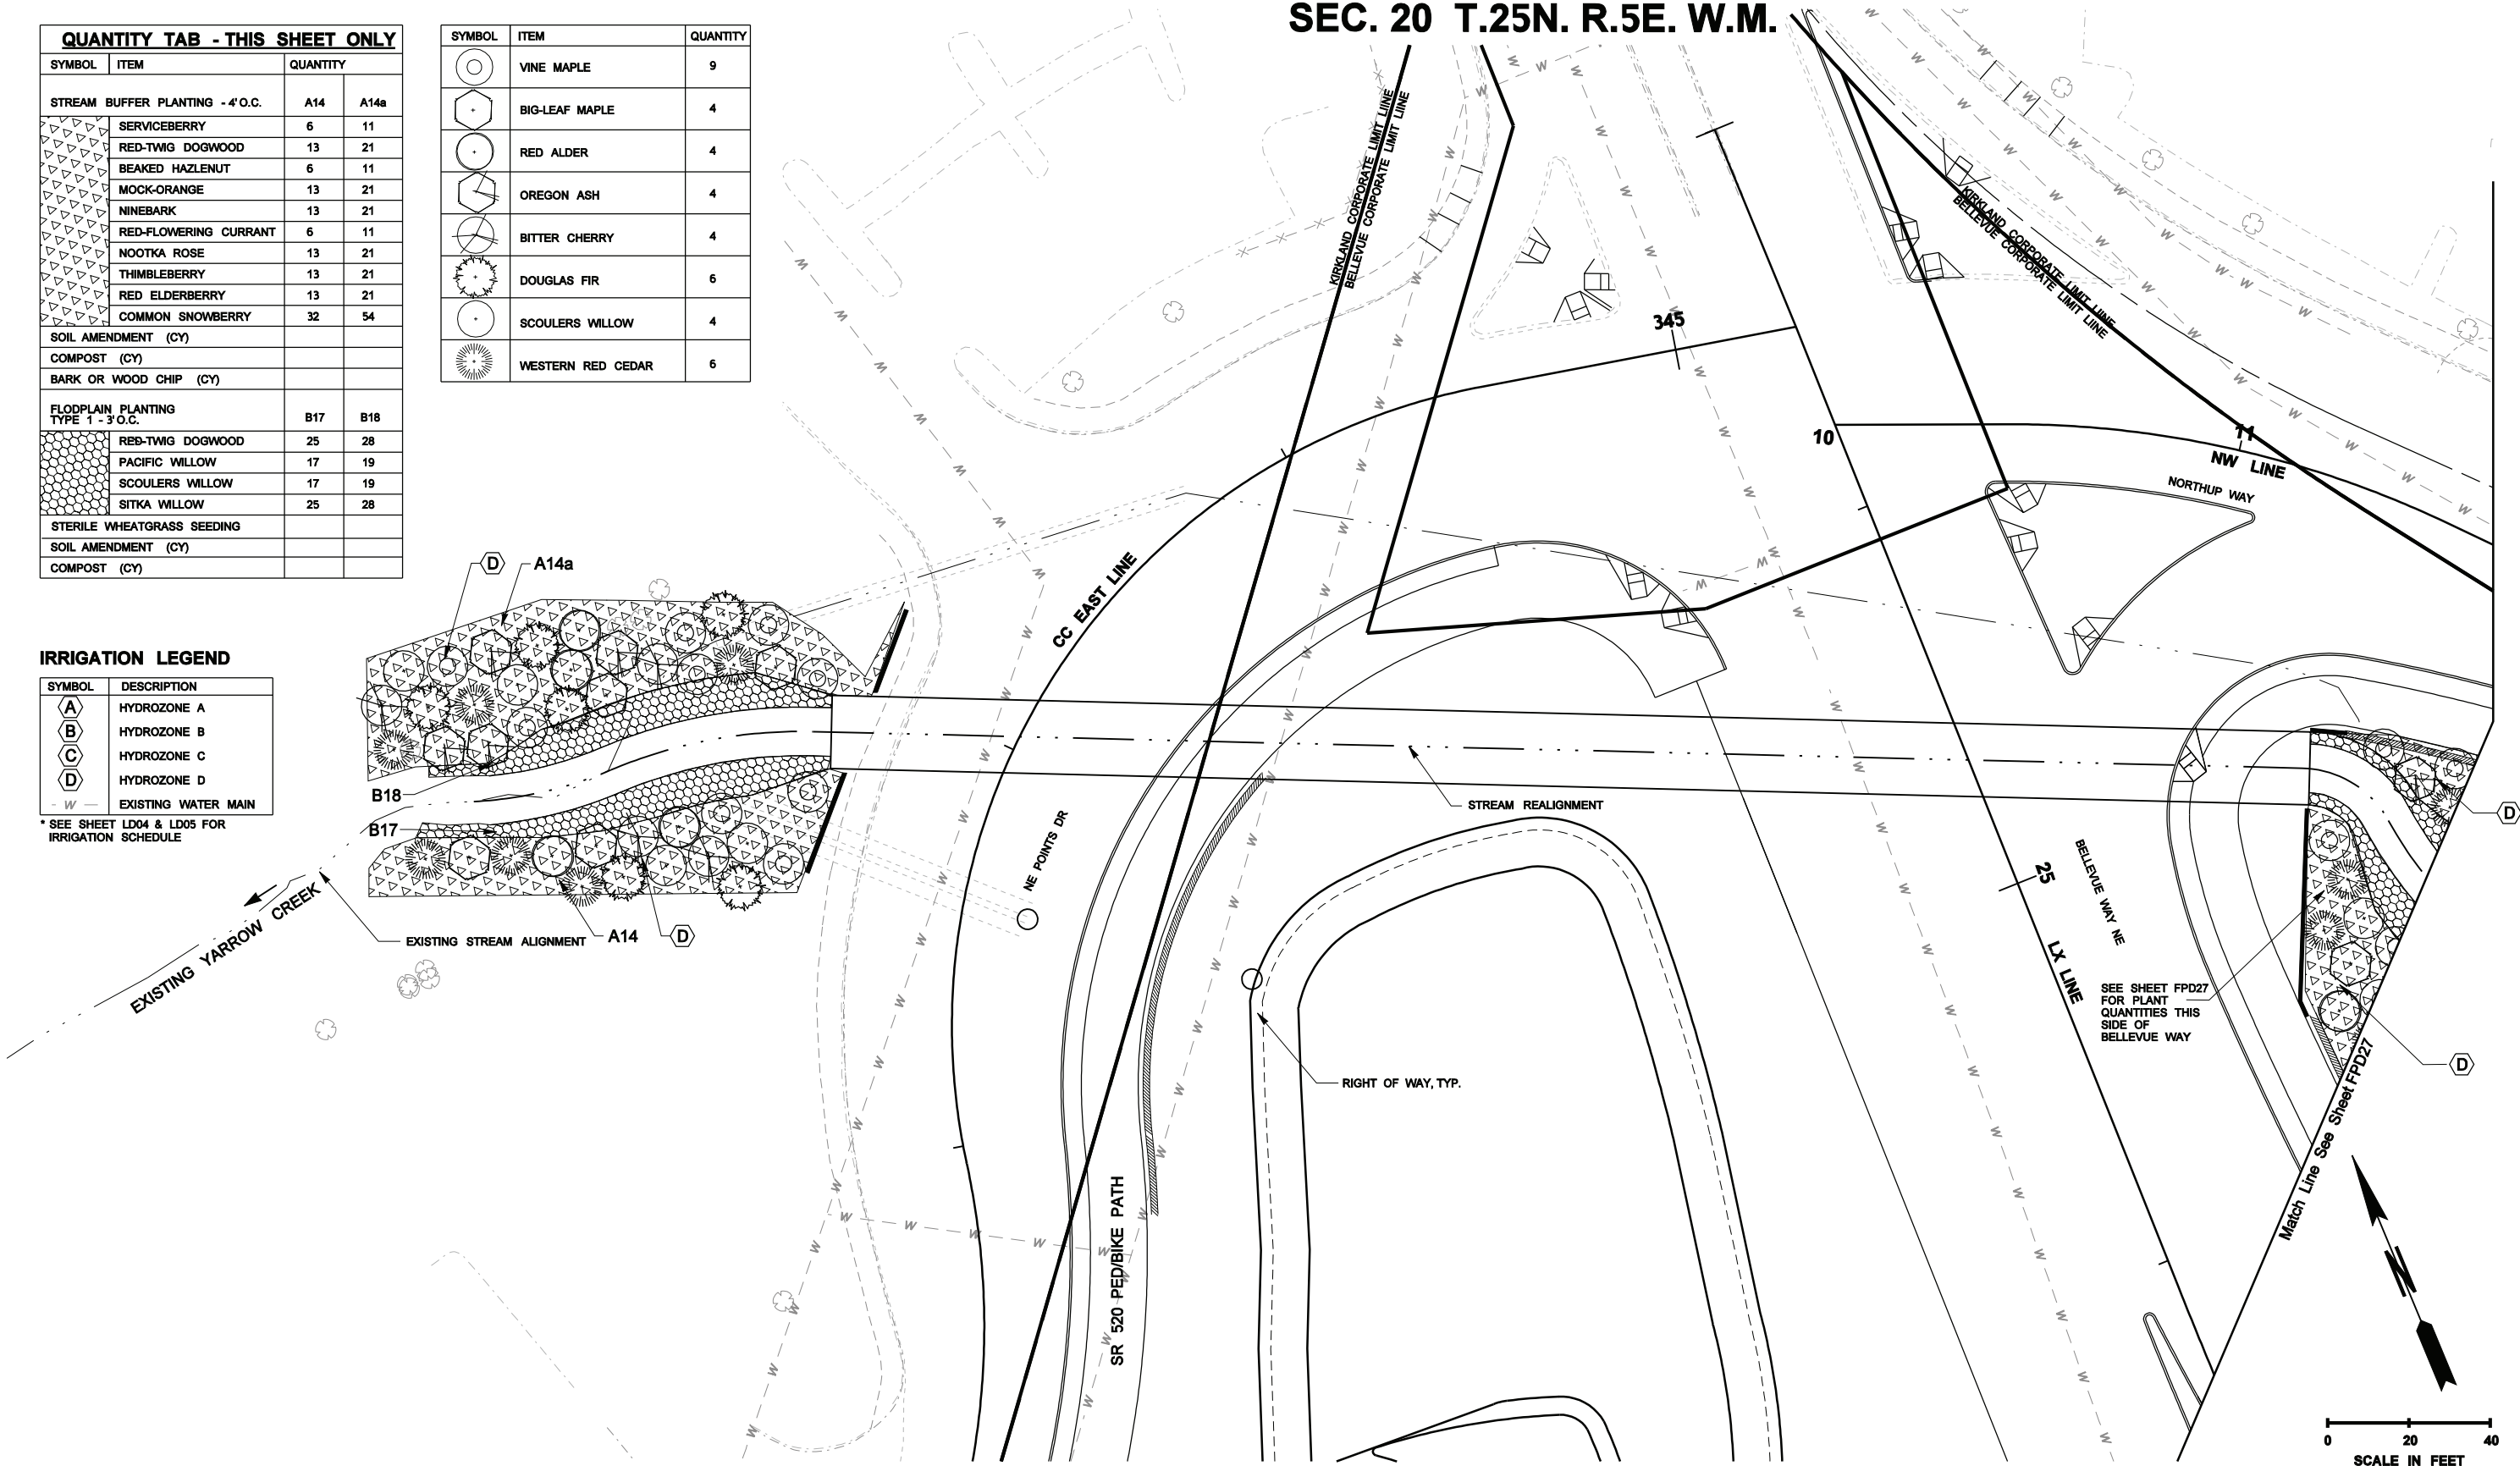 SEC. 20 T.25N. R.5E. W.M.
QUANTITY TAB - THIS SHEET ONLY
SYMBOL ITEM QUANTITY
STREAM BUFFER PLANTING - 4' O.C. A14 A14a
SERVICEBERRY 6 11
RED-TWIG DOGWOOD 13 21
BEAKED HAZLENUT 6 11
MOCK-ORANGE 13 21
NINEBARK 13 21
RED-FLOWERING CURRANT 6 11
NOOTKA ROSE 13 21
THIMBLEBERRY 13 21
RED ELDERBERRY 13 21
COMMON SNOWBERRY 32 54
SOIL AMENDMENT (CY)
COMPOST (CY)
BARK OR WOOD CHIP (CY)
FLODPLAIN PLANTING
TYPE 1 - 3' O.C. B17 B18
RED-TWIG DOGWOOD 25 28
PACIFIC WILLOW 17 19
SCOULERS WILLOW 17 19
SITKA WILLOW 25 28
STERILE WHEATGRASS SEEDING
SOIL AMENDMENT (CY)
COMPOST (CY)
SYMBOL ITEM QUANTITY
VINE MAPLE 9
BIG-LEAF MAPLE 4
RED ALDER 4
OREGON ASH 4
BITTER CHERRY 4
DOUGLAS FIR 6
SCOULERS WILLOW 4
WESTERN RED CEDAR 6
IRRIGATION LEGEND
SYMBOL DESCRIPTION
A HYDROZONE A
B HYDROZONE B
C HYDROZONE C
D HYDROZONE D
- W — EXISTING WATER MAIN
* SEE SHEET LD04 & LD05 FOR
IRRIGATION SCHEDULE
D
A14a
B18
B17
EXISTING STREAM ALIGNMENT
A14
D
EXISTING YARROW CREEK
KIRKLAND CORPORATE LIMIT LIINE
BELLEVUE CORPORATE LIMIT LIINE
KIRKLAND CORPORATE LIMIT LIINE
BELLEVUE CORPORATE LIMIT LIINE
345
10
11
NW LINE
NORTHUP WAY
CC EAST LINE
NE POINTS DR
STREAM REALIGNMENT
RIGHT OF WAY, TYP.
SR 520 PED/BIKE PATH
25
BELLEVUE WAY NE
LX LINE
SEE SHEET FPD27
FOR PLANT
QUANTITIES THIS
SIDE OF
BELLEVUE WAY
D
D
Match Line See Sheet FPD27
N
0 20 40
SCALE IN FEET